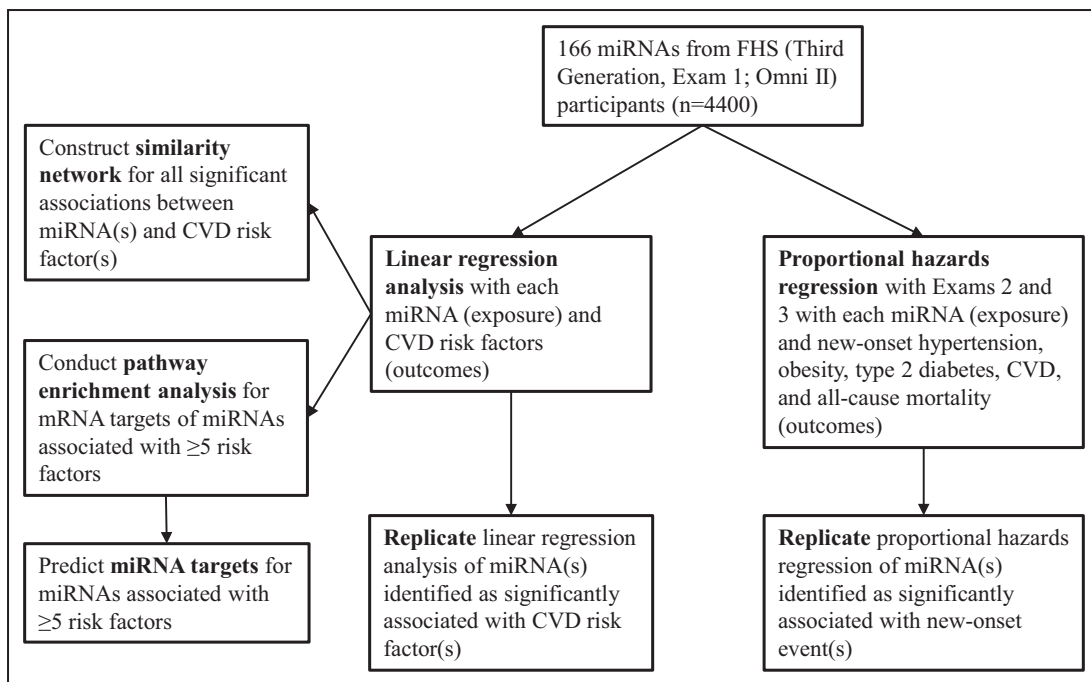 166 miRNAs from FHS (Third
Generation, Exam 1; Omni II)
participants (n=4400)
Construct similarity
network for all significant
associations between
miRNA(s) and CVD risk
factor(s)
Linear regression
analysis with each
miRNA (exposure) and
CVD risk factors
(outcomes)
Proportional hazards
regression with Exams 2 and
3 with each miRNA (exposure)
and new-onset hypertension,
obesity, type 2 diabetes, CVD,
and all-cause mortality
(outcomes)
Conduct pathway
enrichment analysis for
mRNA targets of miRNAs
associated with ≥5 risk
factors
Predict miRNA targets for
miRNAs associated with
≥5 risk factors
Replicate linear regression
analysis of miRNA(s)
identified as significantly
associated with CVD risk
factor(s)
Replicate proportional hazards
regression of miRNA(s)
identified as significantly
associated with new-onset
event(s)